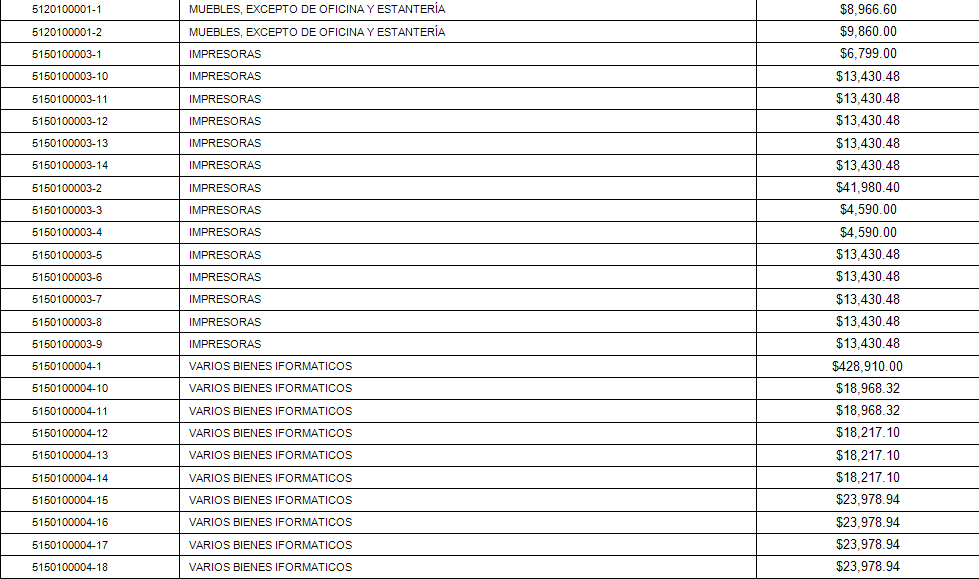 5120100001-1 MUEBLES, EXCEPTO DE OFICINA Y ESTANTERÍA $8,966.60
5120100001-2 MUEBLES, EXCEPTO DE OFICINA Y ESTANTERÍA $9,860.00
5150100003-1 IMPRESORAS $6,799.00
5150100003-10 IMPRESORAS $13,430.48
5150100003-11 IMPRESORAS $13,430.48
5150100003-12 IMPRESORAS $13,430.48
5150100003-13 IMPRESORAS $13,430.48
5150100003-14 IMPRESORAS $13,430.48
5150100003-2 IMPRESORAS $41,980.40
5150100003-3 IMPRESORAS $4,590.00
5150100003-4 IMPRESORAS $4,590.00
5150100003-5 IMPRESORAS $13,430.48
5150100003-6 IMPRESORAS $13,430.48
5150100003-7 IMPRESORAS $13,430.48
5150100003-8 IMPRESORAS $13,430.48
5150100003-9 IMPRESORAS $13,430.48
5150100004-1 VARIOS BIENES IFORMATICOS $428,910.00
5150100004-10 VARIOS BIENES IFORMATICOS $18,968.32
5150100004-11 VARIOS BIENES IFORMATICOS $18,968.32
5150100004-12 VARIOS BIENES IFORMATICOS $18,217.10
5150100004-13 VARIOS BIENES IFORMATICOS $18,217.10
5150100004-14 VARIOS BIENES IFORMATICOS $18,217.10
5150100004-15 VARIOS BIENES IFORMATICOS $23,978.94
5150100004-16 VARIOS BIENES IFORMATICOS $23,978.94
5150100004-17 VARIOS BIENES IFORMATICOS $23,978.94
5150100004-18 VARIOS BIENES IFORMATICOS $23,978.94